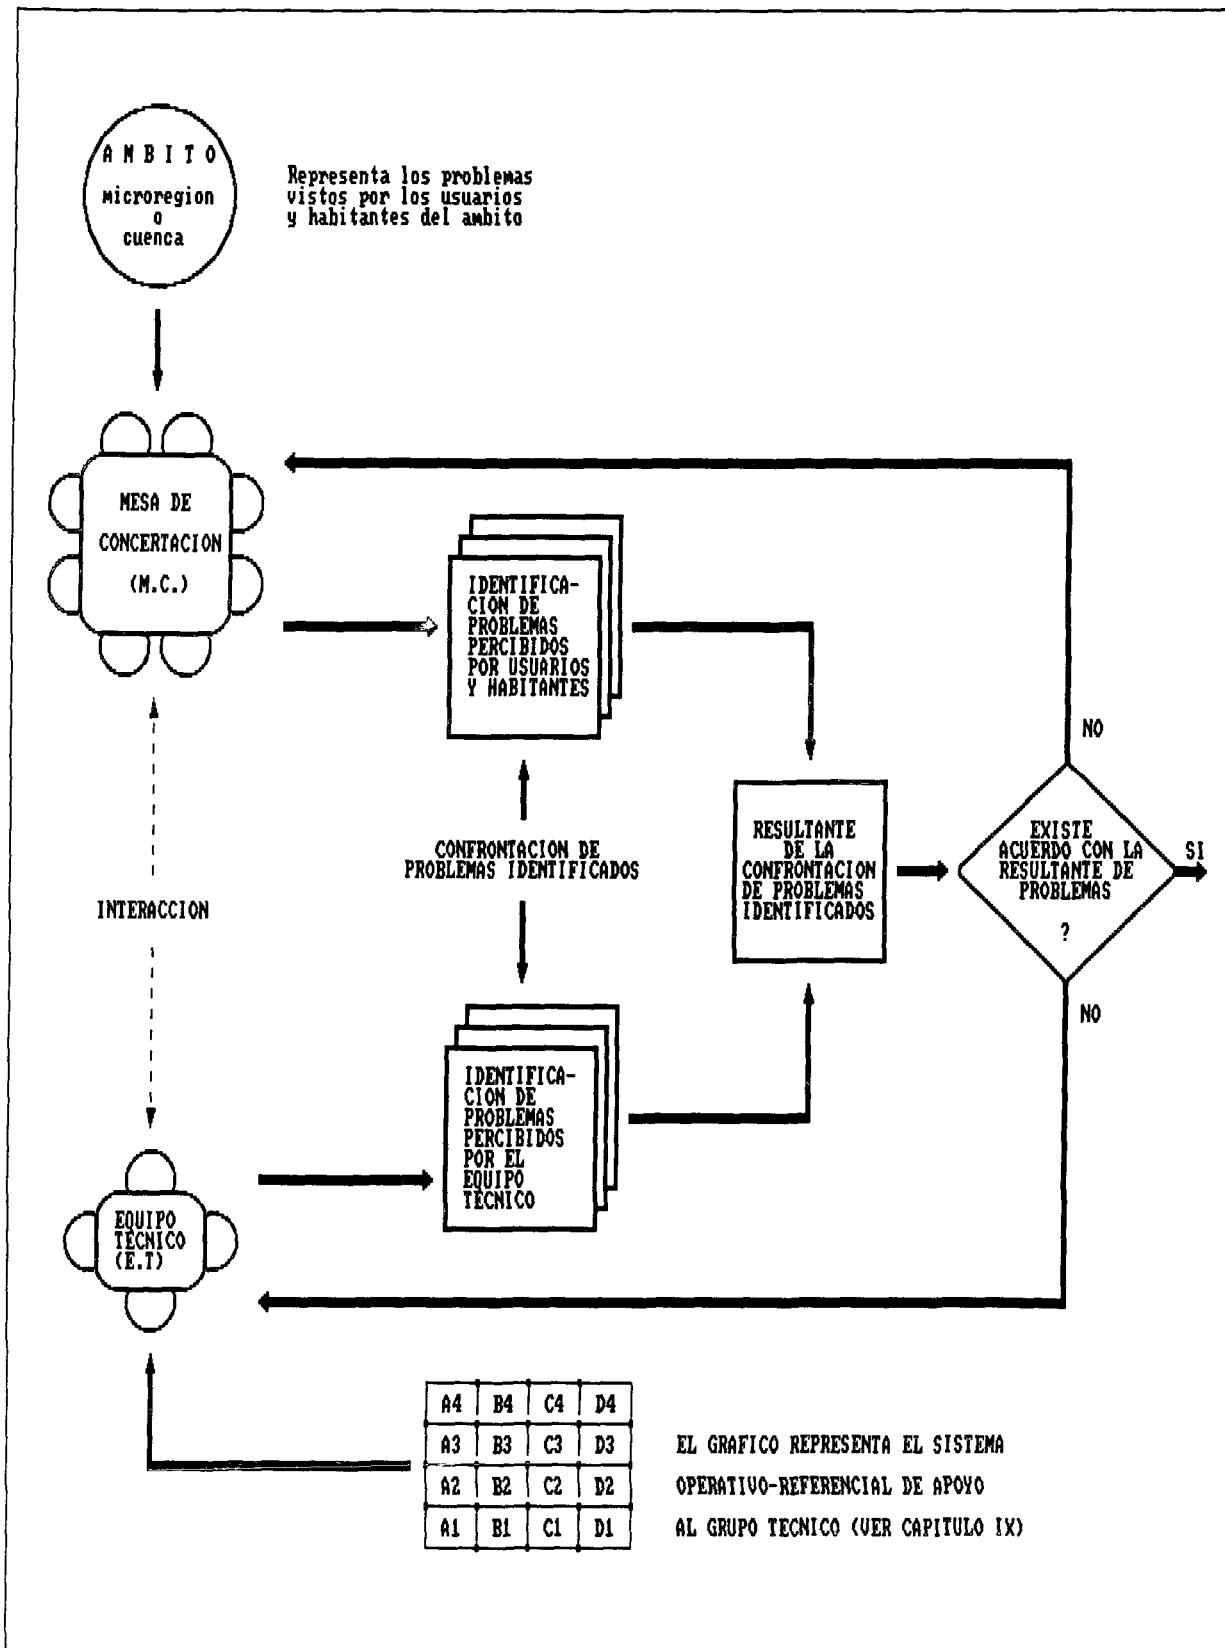 A M B I T O
microregion
o
cuenca
Representa los problemas
vistos por los usuarios
y habitantes del ambito
MESA DE
CONCERTACION
(M.C.)
IDENTIFICA-
CION DE
PROBLEMAS
PERCIBIDOS
POR USUARIOS
Y HABITANTES
NO
CONFRONTACION DE
PROBLEMAS IDENTIFICADOS
RESULTANTE
DE LA
CONFRONTACION
DE PROBLEMAS
IDENTIFICADOS
EXISTE
ACUERDO CON LA
RESULTANTE DE
PROBLEMAS
?
SI
INTERACCION
NO
IDENTIFICA-
CION DE
PROBLEMAS
PERCIBIDOS
POR EL
EQUIPO
TECNICO
EQUIPO
TECNICO
(E.T)
A4 B4 C4 D4
A3 B3 C3 D3
A2 B2 C2 D2
A1 B1 C1 D1
EL GRAFICO REPRESENTA EL SISTEMA
OPERATIVO-REFERENCIAL DE APOYO
AL GRUPO TECNICO (VER CAPITULO IX)